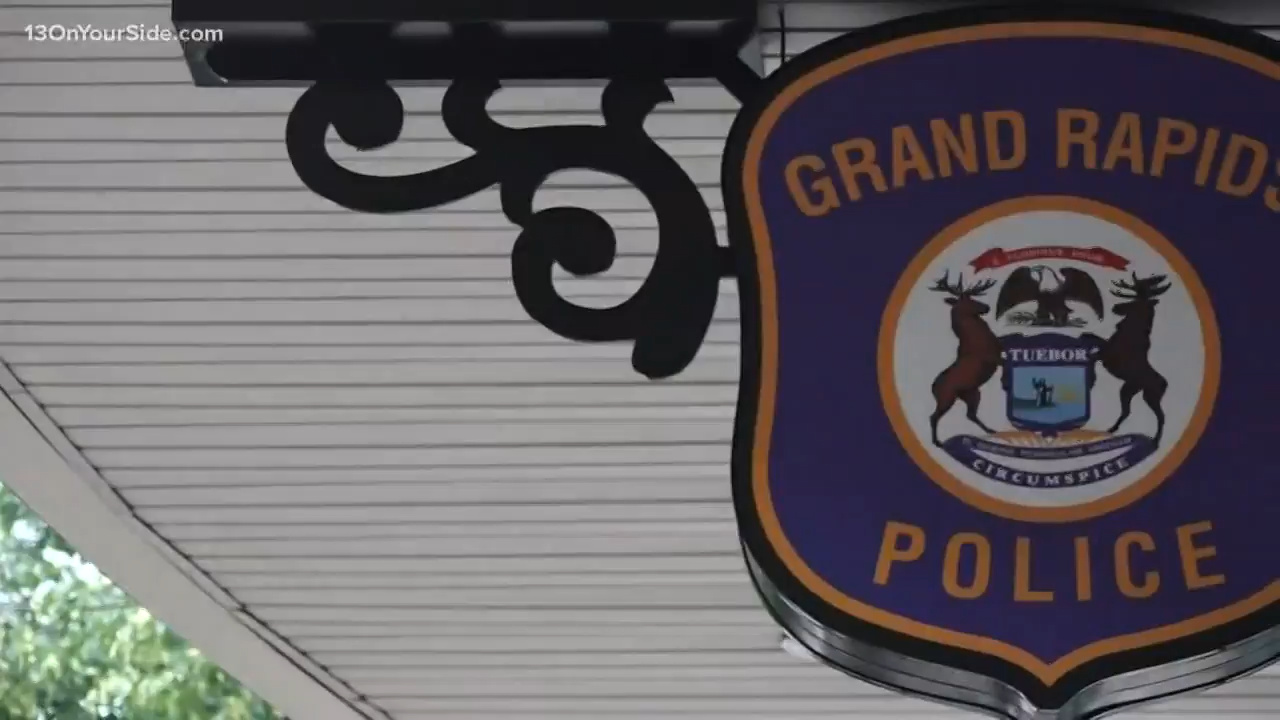 13OnYourSide.com
GRAND RAPIDS
TUEBOR
CIRCUMSPICE
POLICE